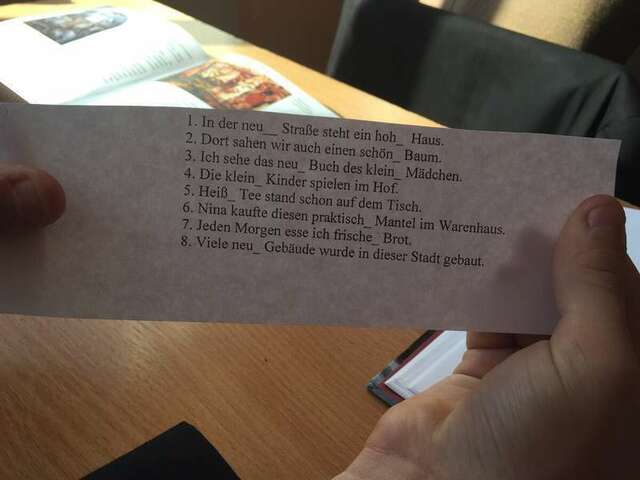 1. In der neu__ Straße steht ein hoh_ Haus.
2. Dort sahen wir auch einen schön_ Baum.
3. Ich sehe das neu_ Buch des klein_ Mädchen.
4. Die klein_ Kinder spielen im Hof.
5. Heiß_ Tee stand schon auf dem Tisch.
6. Nina kaufte diesen praktisch_ Mantel im Warenhaus.
7. Jeden Morgen esse ich frische_ Brot.
8. Viele neu_ Gebäude wurde in dieser Stadt gebaut.